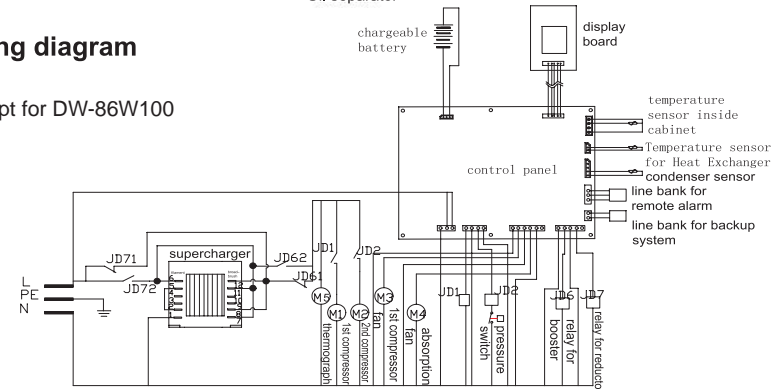 Oil separator
ng diagram
pt for DW-86W100
chargeable
battery
display
board
temperature
sensor inside
cabinet
Temperature sensor
for Heat Exchanger
condenser sensor
line bank for
remote alarm
line bank for backup
system
control panel
JD71
JD72
supercharger
JD62
JD61
JD1
JD2
L
PE
N
M5
M1
M2
M3
M4
thermograph
1st compressor
2nd compressor
1st compressor
fan
absorption
fan
JD1
JD2
pressure
switch
JD6
JD7
relay for
booster
relay for reducto